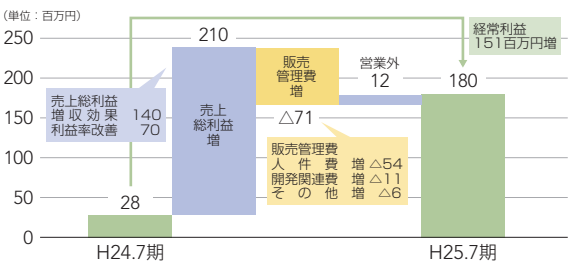 （単位：百万円）
経常利益
151百万円増
250
200
150
100
50
0
210
販売
管理費
増
営業外
12
180
売上総利益
増収効果 140
利益率改善 70
売上
総利益
増
△71
販売管理費
人件費増 △54
開発関連費増 △11
その他増 △6
28
H24.7期
H25.7期